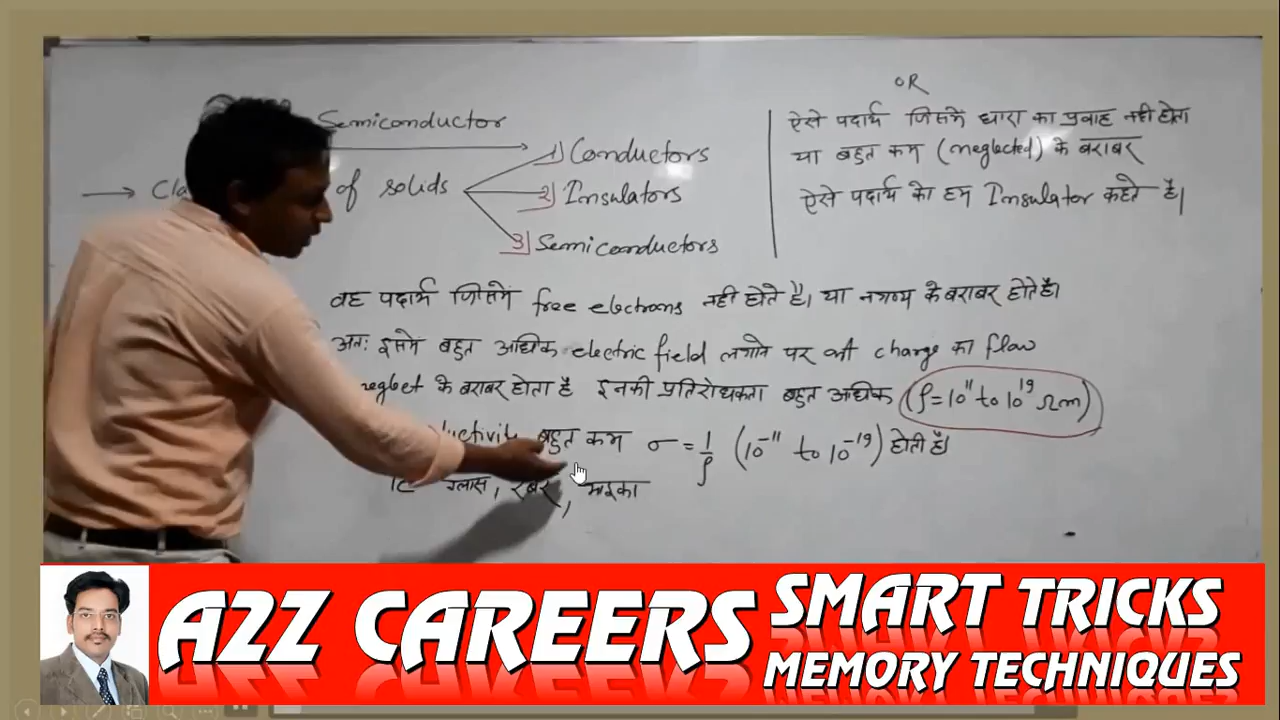 Semiconductor
of solids
1) Conductors
2) Insulators
3) Semiconductors
OR
ऐसे पदार्थ जिसमें धारा का प्रवाह नही होता
या बहुत कम (neglected) के बराबर
ऐसे पदार्थ को हम Insulator कहते है।
वह पदार्थ जिसमें free electrons नही होते है। या नगण्य के बराबर होते है।
अतः इसमें बहुत अधिक electric field लगाने पर भी charge का flow
neglet के बराबर होता है इनकी प्रतिरोधकता बहुत अधिक (ρ=10¹¹ to 10¹⁹ Ωm)
बहुत कम σ = 1/ρ (10⁻¹¹ to 10⁻¹⁹) होती है।
ग्लास, रबर, माइका
A2Z CAREERS
SMART TRICKS
MEMORY TECHNIQUES